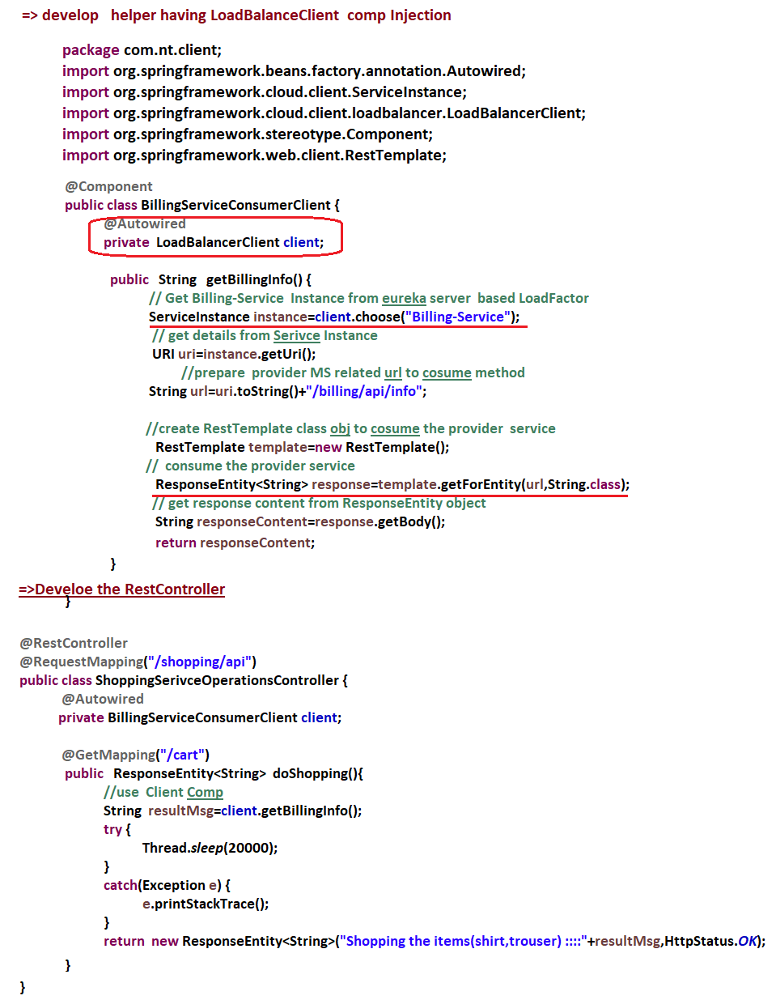 => develop   helper having LoadBalanceClient  comp Injection
package com.nt.client;
import org.springframework.beans.factory.annotation.Autowired;
import org.springframework.cloud.client.ServiceInstance;
import org.springframework.cloud.client.loadbalancer.LoadBalancerClient;
import org.springframework.stereotype.Component;
import org.springframework.web.client.RestTemplate;
@Component
public class BillingServiceConsumerClient {
@Autowired
private  LoadBalancerClient client;
public   String   getBillingInfo() {
// Get Billing-Service  Instance from eureka server  based LoadFactor
ServiceInstance instance=client.choose("Billing-Service");
// get details from Serivce Instance
URI uri=instance.getUri();
//prepare  provider MS related url to cosume method
String url=uri.toString()+"/billing/api/info";
//create RestTemplate class obj to cosume the provider  service
RestTemplate template=new RestTemplate();
//  consume the provider service
ResponseEntity<String> response=template.getForEntity(url,String.class);
// get response content from ResponseEntity object
String responseContent=response.getBody();
return responseContent;
}
=>Develoe the RestController
}
@RestController
@RequestMapping("/shopping/api")
public class ShoppingSerivceOperationsController {
@Autowired
private BillingServiceConsumerClient client;
@GetMapping("/cart")
public   ResponseEntity<String>  doShopping(){
//use  Client Comp
String  resultMsg=client.getBillingInfo();
try {
Thread.sleep(20000);
}
catch(Exception e) {
e.printStackTrace();
}
return  new ResponseEntity<String>("Shopping the items(shirt,trouser) ::::"+resultMsg,HttpStatus.OK);
}
}